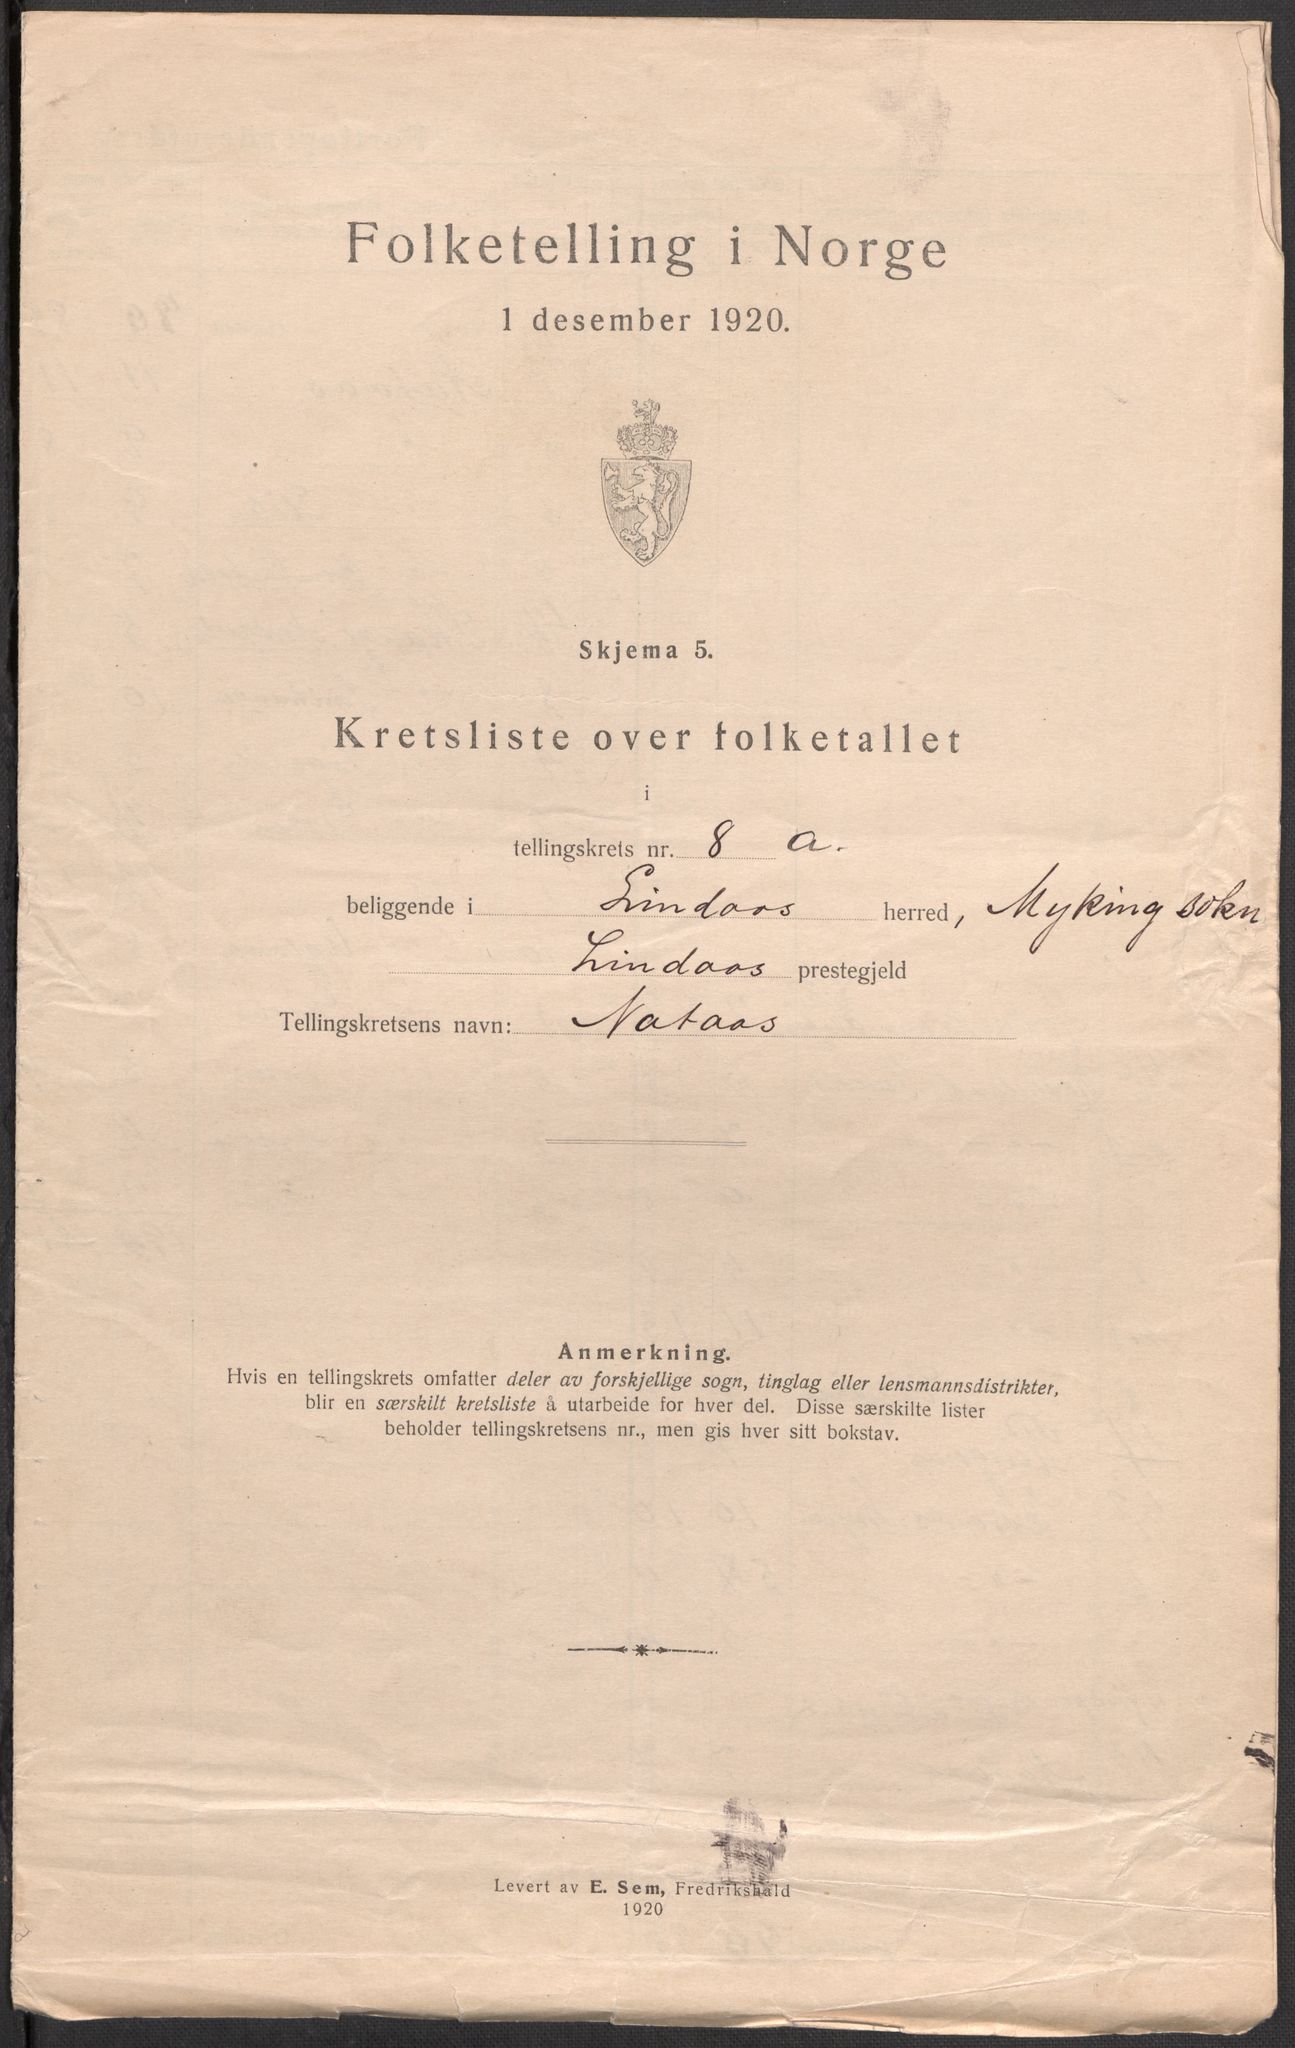 Folketelling i Norge
1 desember 1920.
Skjema 5.
Kretsliste over folketallet
i
tellingskrets nr. 8 a.
beliggende i Lindaas herred, Myking sokn
Lindaas prestegjeld
Tellingskretsens navn: Nataas
Anmerkning.
Hvis en tellingskrets omfatter deler av forskjellige sogn, tinglag eller lensmannsdistrikter,
blir en særskilt kretsliste å utarbeide for hver del. Disse særskilte lister
beholder tellingskretsens nr., men gis hver sitt bokstav.
Levert av E. Sem, Fredrikshald
1920